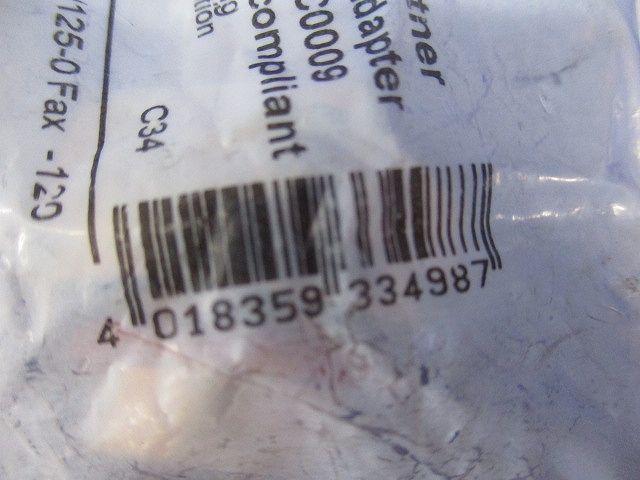 tner
dapter
C0009
compliant
g
tion
C34
/125-0 Fax -120
4 018359 334987